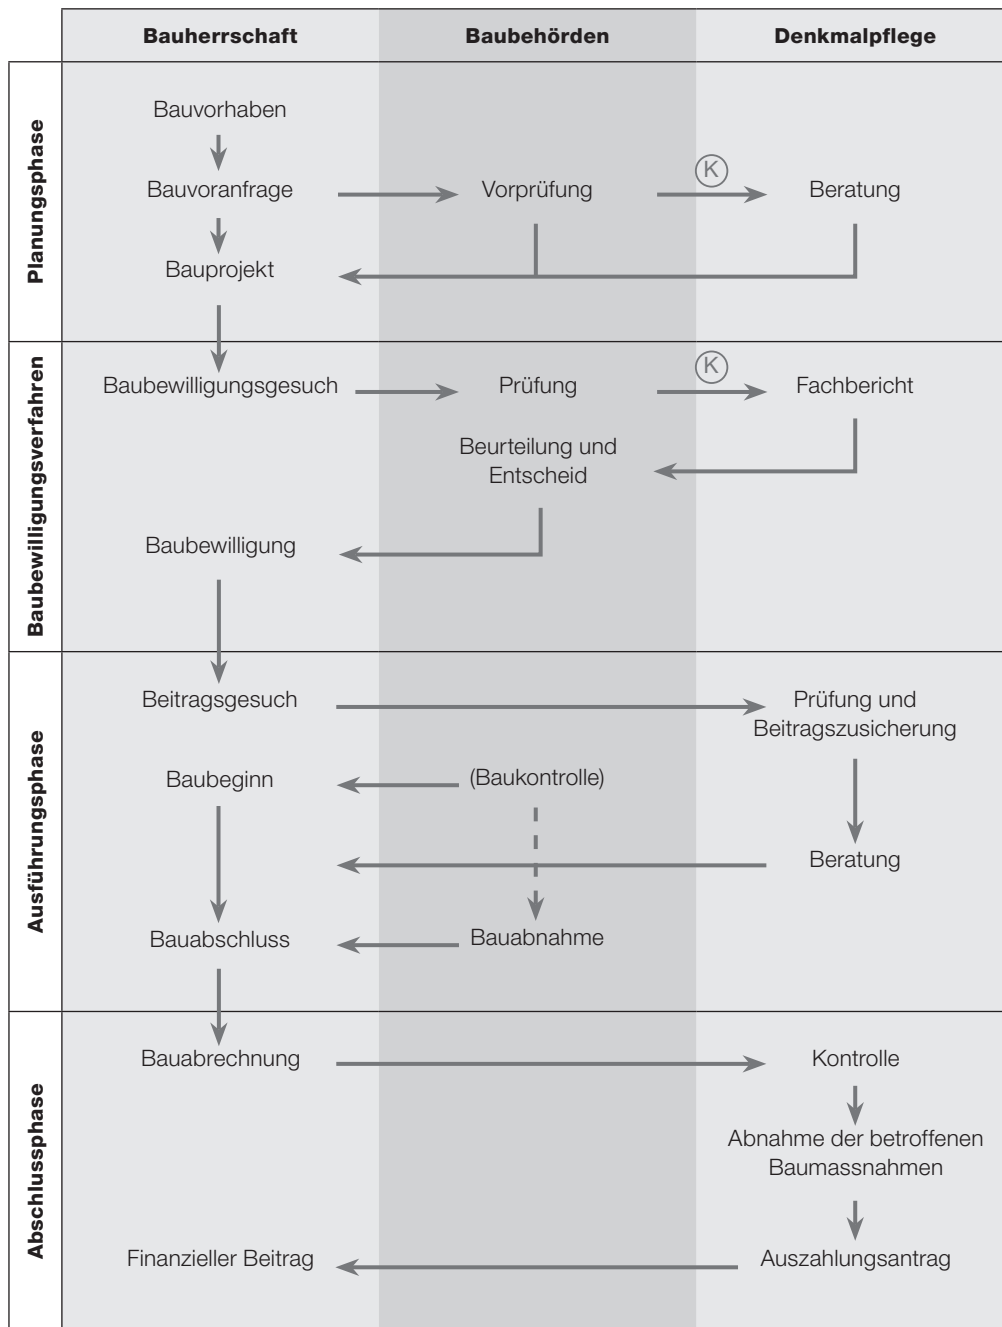 Bauherrschaft Baubehörden Denkmalpflege
Planungsphase
Bauvorhaben
Bauvoranfrage Vorprüfung K Beratung
Bauprojekt
Baubewilligungsverfahren
Baubewilligungsgesuch Prüfung K Fachbericht
Beurteilung und
Entscheid
Baubewilligung
Ausführungsphase
Beitragsgesuch Prüfung und
Beitragszusicherung
Baubeginn (Baukontrolle)
Beratung
Bauabschluss Bauabnahme
Abschlussphase
Bauabrechnung Kontrolle
Abnahme der betroffenen
Baumassnahmen
Finanzieller Beitrag Auszahlungsantrag